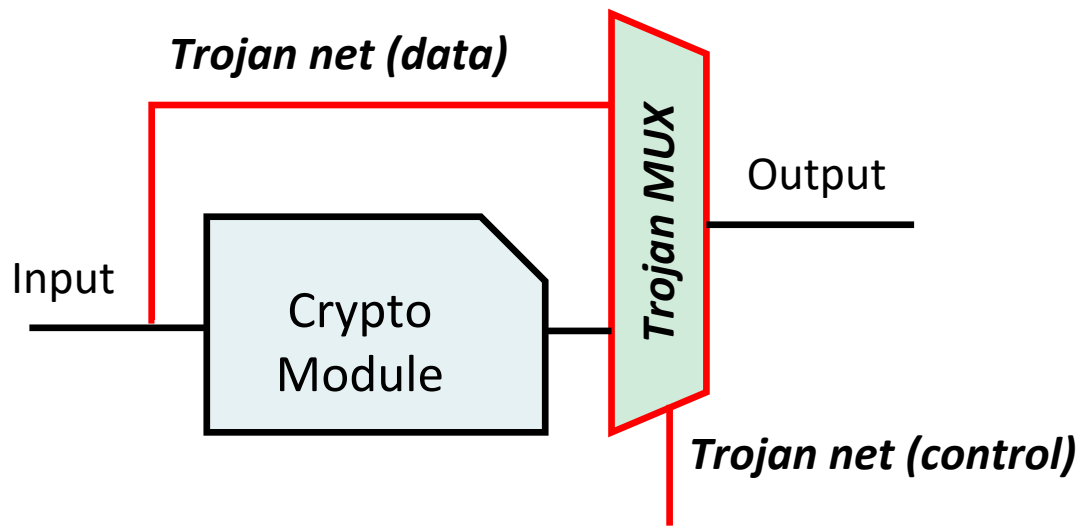 Trojan net (data)
Trojan MUX
Output
Input
Crypto
Module
Trojan net (control)